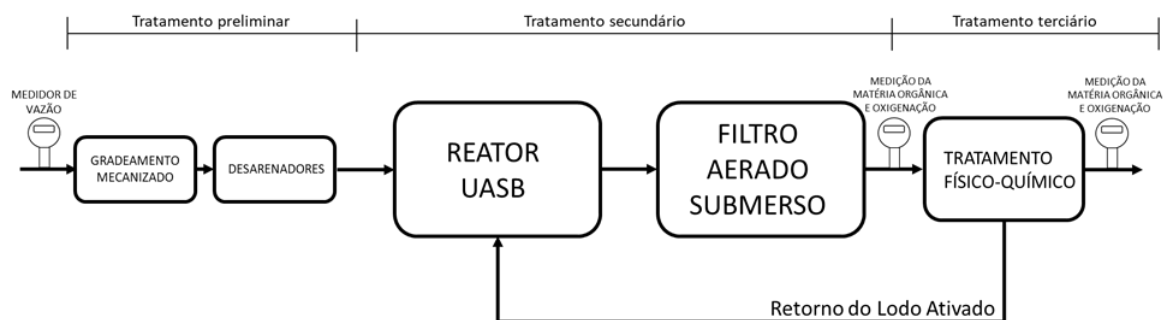 Tratamento preliminar
Tratamento secundário
Tratamento terciário
MEDIDOR DE
VAZÃO
GRADEAMENTO
MECANIZADO
DESARENADORES
REATOR
UASB
FILTRO
AERADO
SUBMERSO
MEDIÇÃO DA
MATÉRIA ORGÂNICA
E OXIGENAÇÃO
TRATAMENTO
FÍSICO-QUÍMICO
MEDIÇÃO DA
MATÉRIA ORGÂNICA
E OXIGENAÇÃO
Retorno do Lodo Ativado